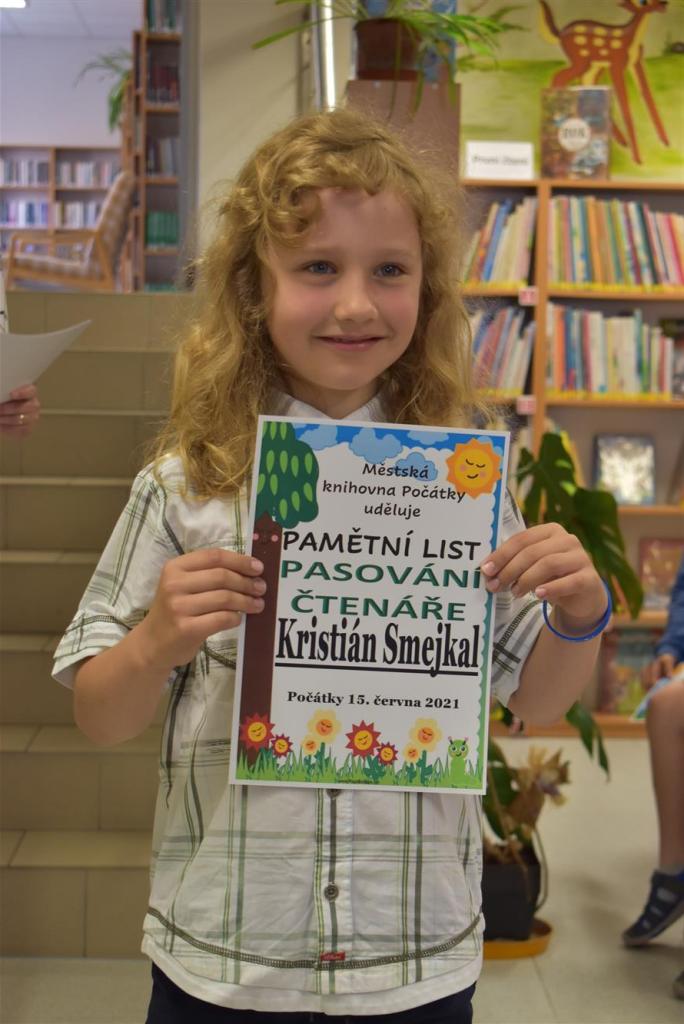 Městská
knihovna Počátky
uděluje
PAMĚTNÍ LIST
PASOVÁNÍ
ČTENÁŘE
Kristián Smejkal
Počátky 15. června 2021